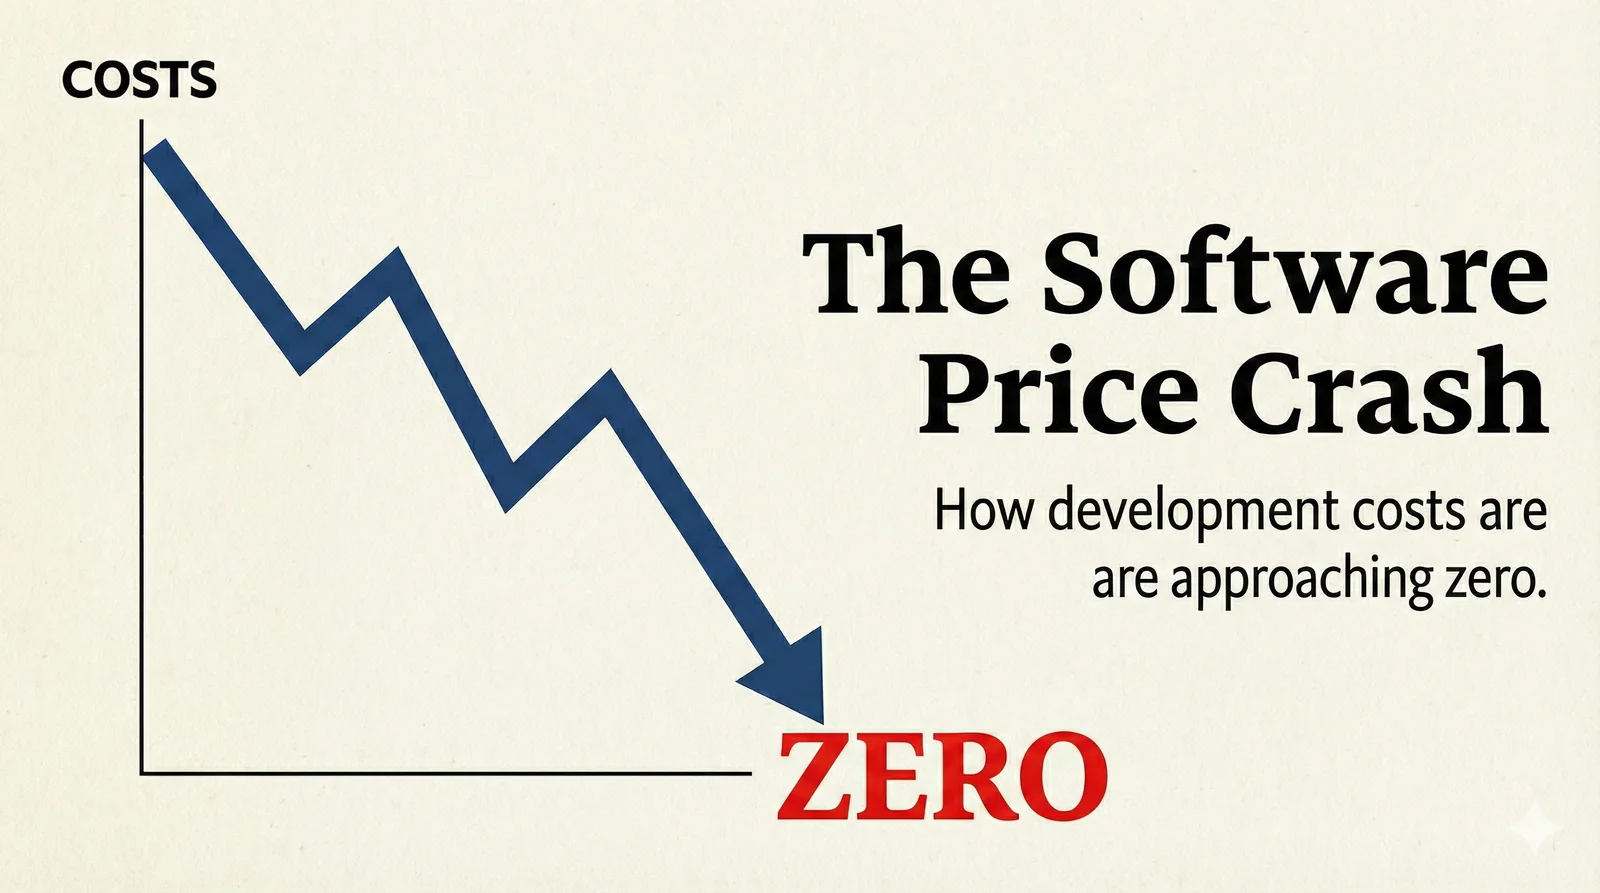 COSTS
The Software
Price Crash
How development costs are
are approaching zero.
ZERO